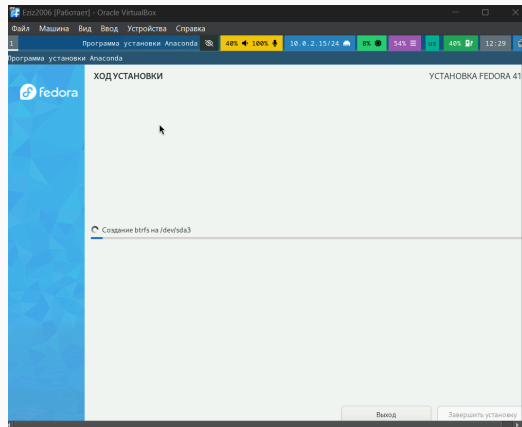 Eziz2006 [Работает] - Oracle VirtualBox
Файл Машина Вид Ввод Устройства Справка
1 Программа установки Anaconda 40% 100% 10.0.2.15/24 8% 54% us 40% 12:29
Программа установки Anaconda
ХОД УСТАНОВКИ УСТАНОВКА FEDORA 41
fedora
Создание btrfs на /dev/sda3
Выход Завершить установку